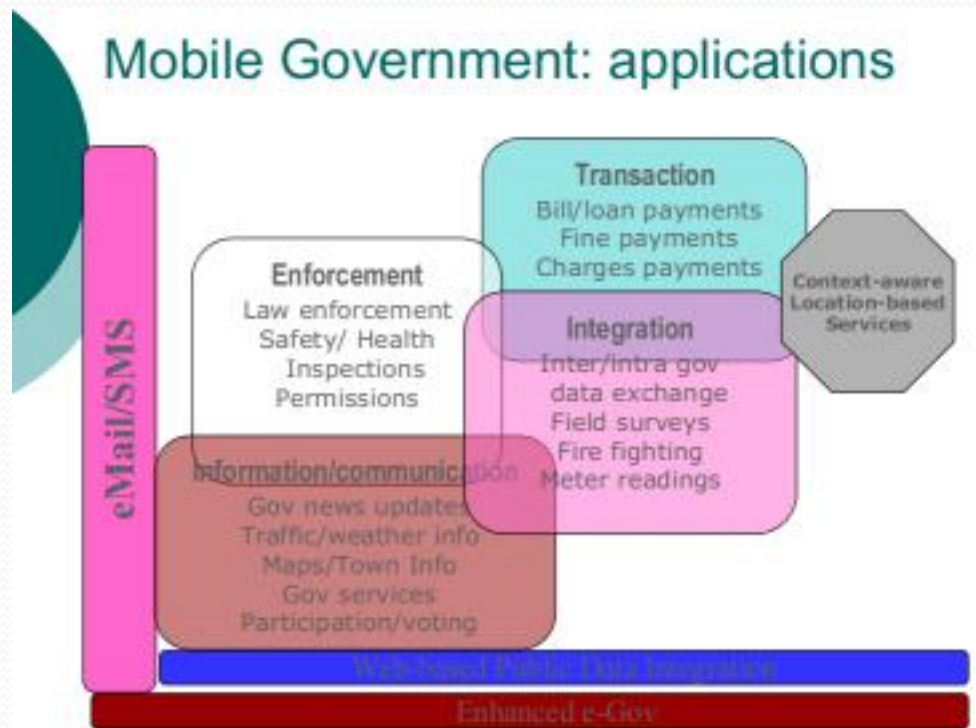 Mobile Government: applications
eMail/SMS
Transaction
Bill/loan payments
Fine payments
Charges payments
Context-aware
Location-based
Services
Enforcement
Law enforcement
Safety/ Health
Inspections
Permissions
Integration
Inter/intra gov
data exchange
Field surveys
Fire fighting
Meter readings
Information/communication
Gov news updates
Traffic/weather info
Maps/Town Info
Gov services
Participation/voting
Web-based Public Data Integration
Enhanced e-Gov